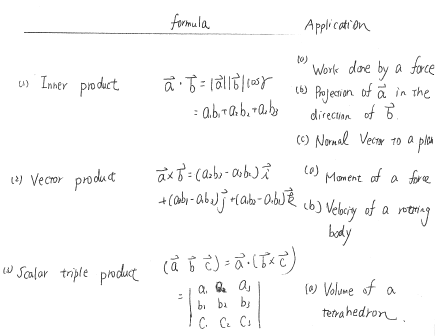 formula Application
(1) Inner product a⃗ · b⃗ = |a⃗||b⃗|cosγ (a) Work done by a force
= a₁b₁+a₂b₂+a₃b₃ (b) Projection of a⃗ in the
direction of b⃗.
(c) Normal Vector to a plan
(2) Vector product a⃗×b⃗ = (a₂b₃-a₃b₂)i⃗ (a) Moment of a force
+(a₃b₁-a₁b₃)j⃗+(a₁b₂-a₂b₁)k⃗ (b) Velocity of a rotating
body
Scalar triple product (a⃗ b⃗ c⃗) = a⃗·(b⃗×c⃗)
= | a₁ a₂ a₃ | (a) Volume of a
| b₁ b₂ b₃ | tetrahedron.
| C₁ C₂ C₃ |